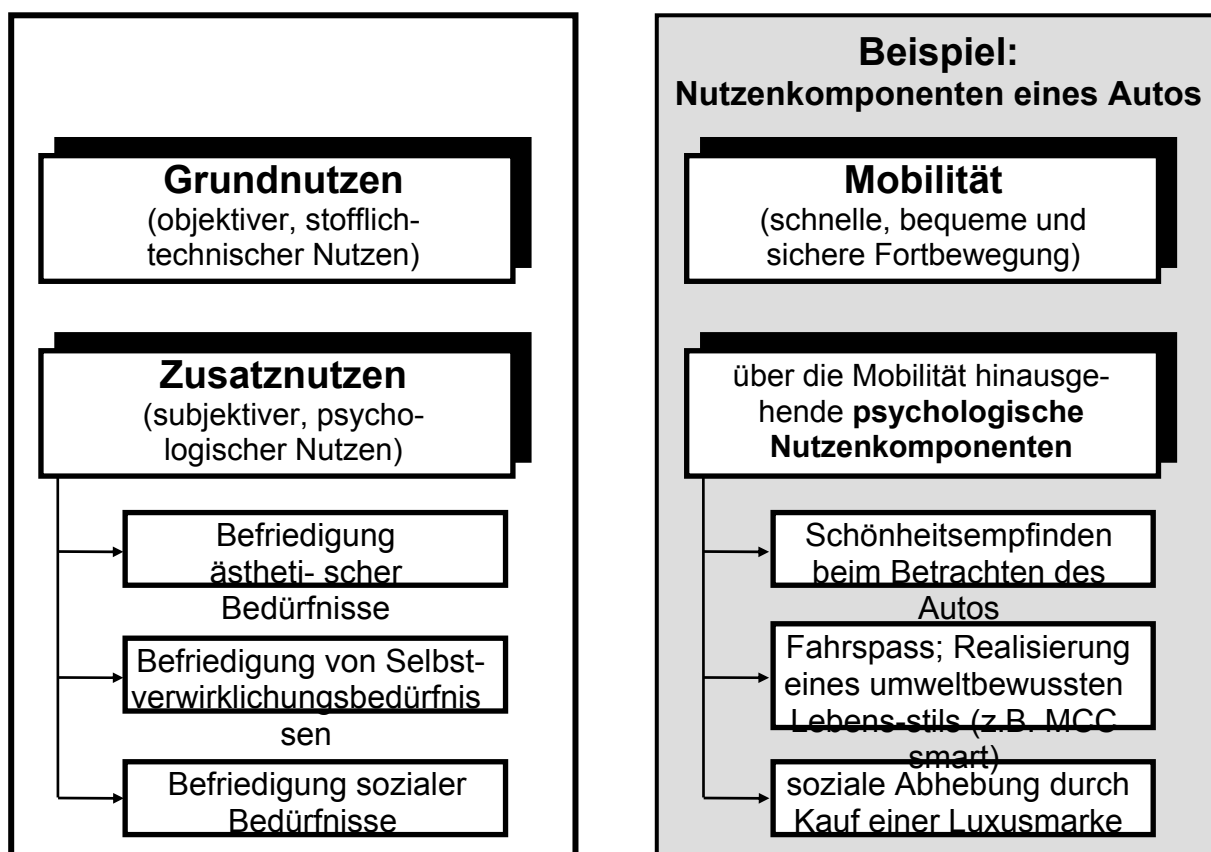 Grundnutzen
(objektiver, stofflich-
technischer Nutzen)
Zusatznutzen
(subjektiver, psycho-
logischer Nutzen)
Befriedigung
ästheti- scher
Bedürfnisse
Befriedigung von Selbst-
verwirklichungsbedürfnis
sen
Befriedigung sozialer
Bedürfnisse
Beispiel:
Nutzenkomponenten eines Autos
Mobilität
(schnelle, bequeme und
sichere Fortbewegung)
über die Mobilität hinausge-
hende psychologische
Nutzenkomponenten
Schönheitsempfinden
beim Betrachten des
Autos
Fahrspass; Realisierung
eines umweltbewussten
Lebens-stils (z.B. MCC
smart)
soziale Abhebung durch
Kauf einer Luxusmarke